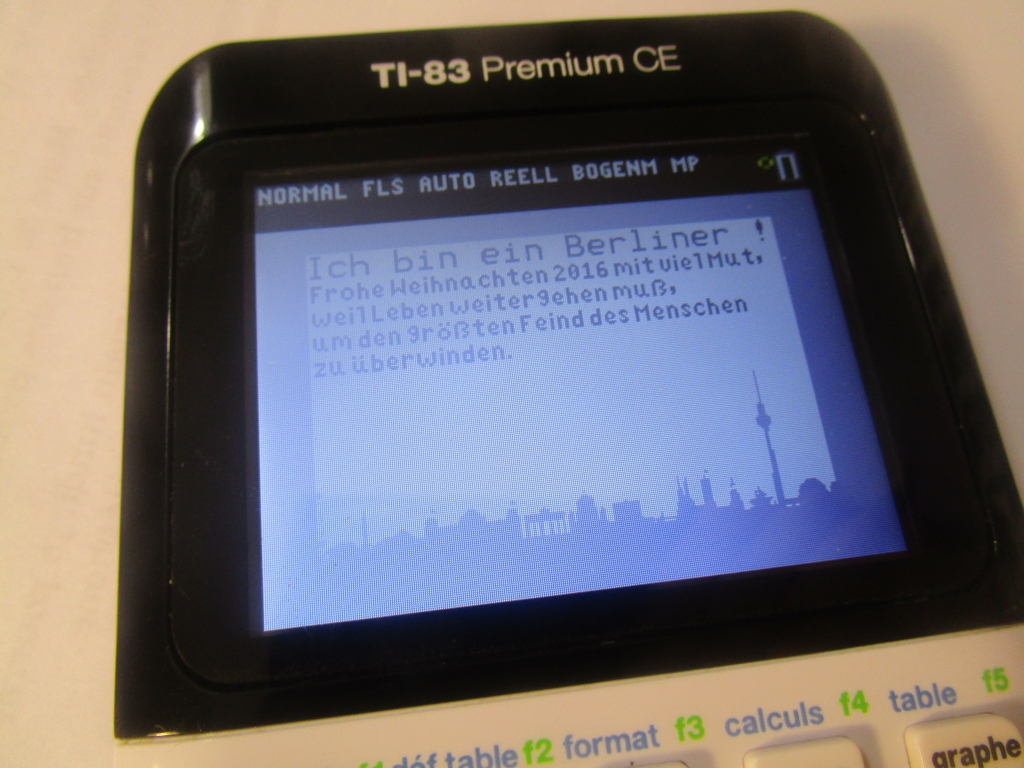 TI-83 Premium CE
NORMAL FLS AUTO REELL BOGENM MP
Ich bin ein Berliner !
Frohe Weihnachten 2016 mit viel Mut,
weil Leben weitergehen muß,
um den größten Feind des Menschen
zu überwinden.
f1 déf table f2 format f3 calculs f4 table f5
graphe